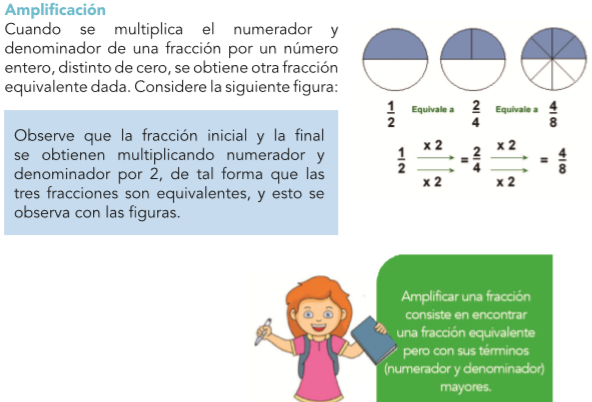 Amplificación
Cuando se multiplica el numerador y
denominador de una fracción por un número
entero, distinto de cero, se obtiene otra fracción
equivalente dada. Considere la siguiente figura:
Observe que la fracción inicial y la final
se obtienen multiplicando numerador y
denominador por 2, de tal forma que las
tres fracciones son equivalentes, y esto se
observa con las figuras.
1/2 Equivale a 2/4 Equivale a 4/8
x 2 x 2
1/2 = 2/4 = 4/8
x 2 x 2
Amplificar una fracción
consiste en encontrar
una fracción equivalente
pero con sus términos
(numerador y denominador)
mayores.